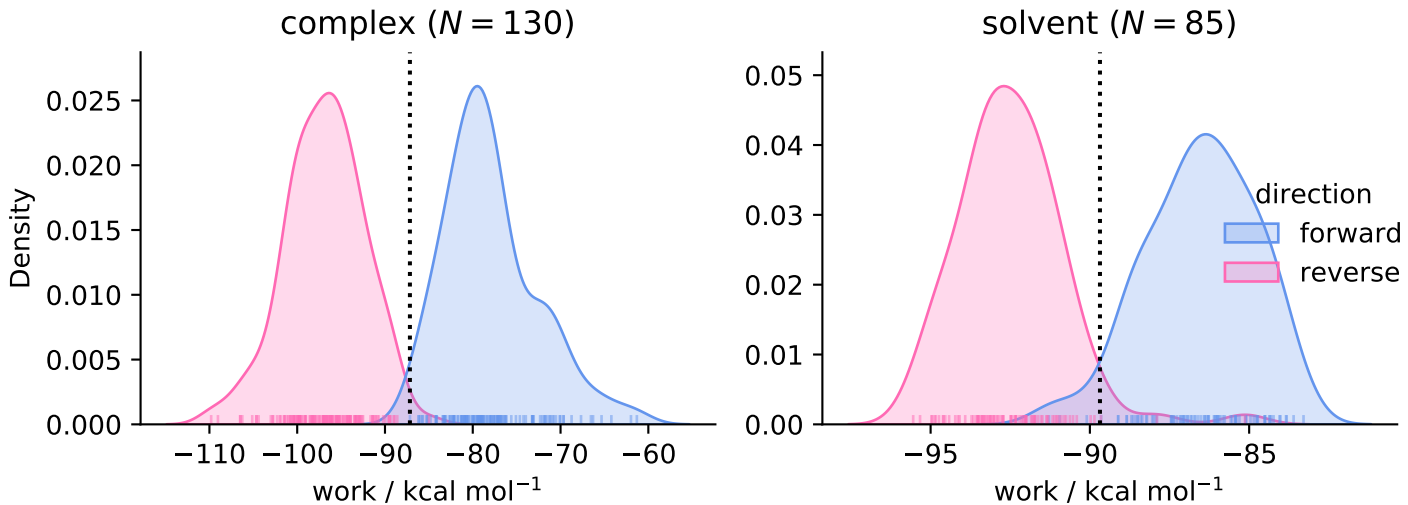 complex (N = 130)
Density
0.025
0.020
0.015
0.010
0.005
0.000
−110 −100 −90 −80 −70 −60
work / kcal mol⁻¹
solvent (N = 85)
0.05
0.04
0.03
0.02
0.01
0.00
−95 −90 −85
work / kcal mol⁻¹
direction
forward
reverse